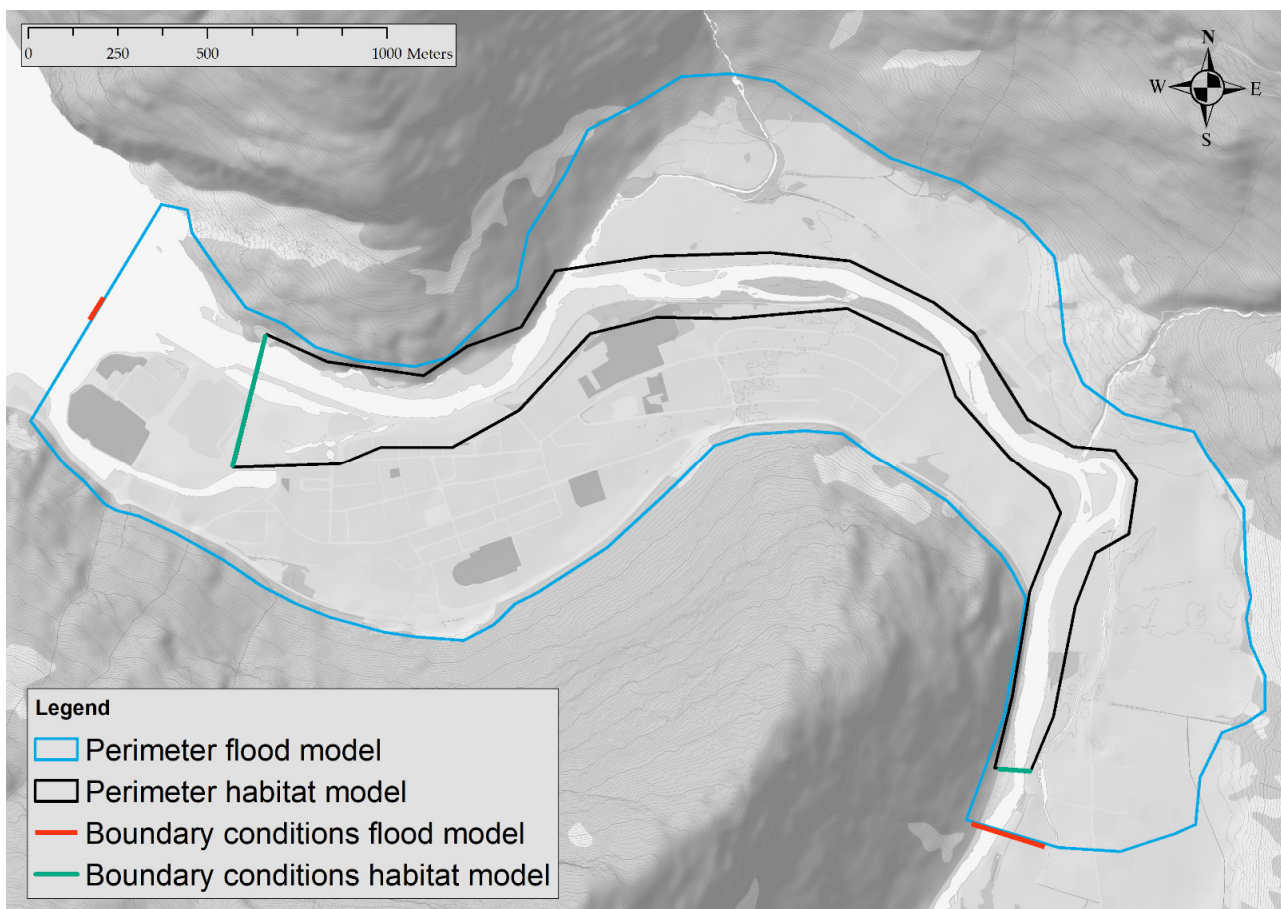 0 250 500 1000 Meters
N
W E
S
Legend
Perimeter flood model
Perimeter habitat model
Boundary conditions flood model
Boundary conditions habitat model